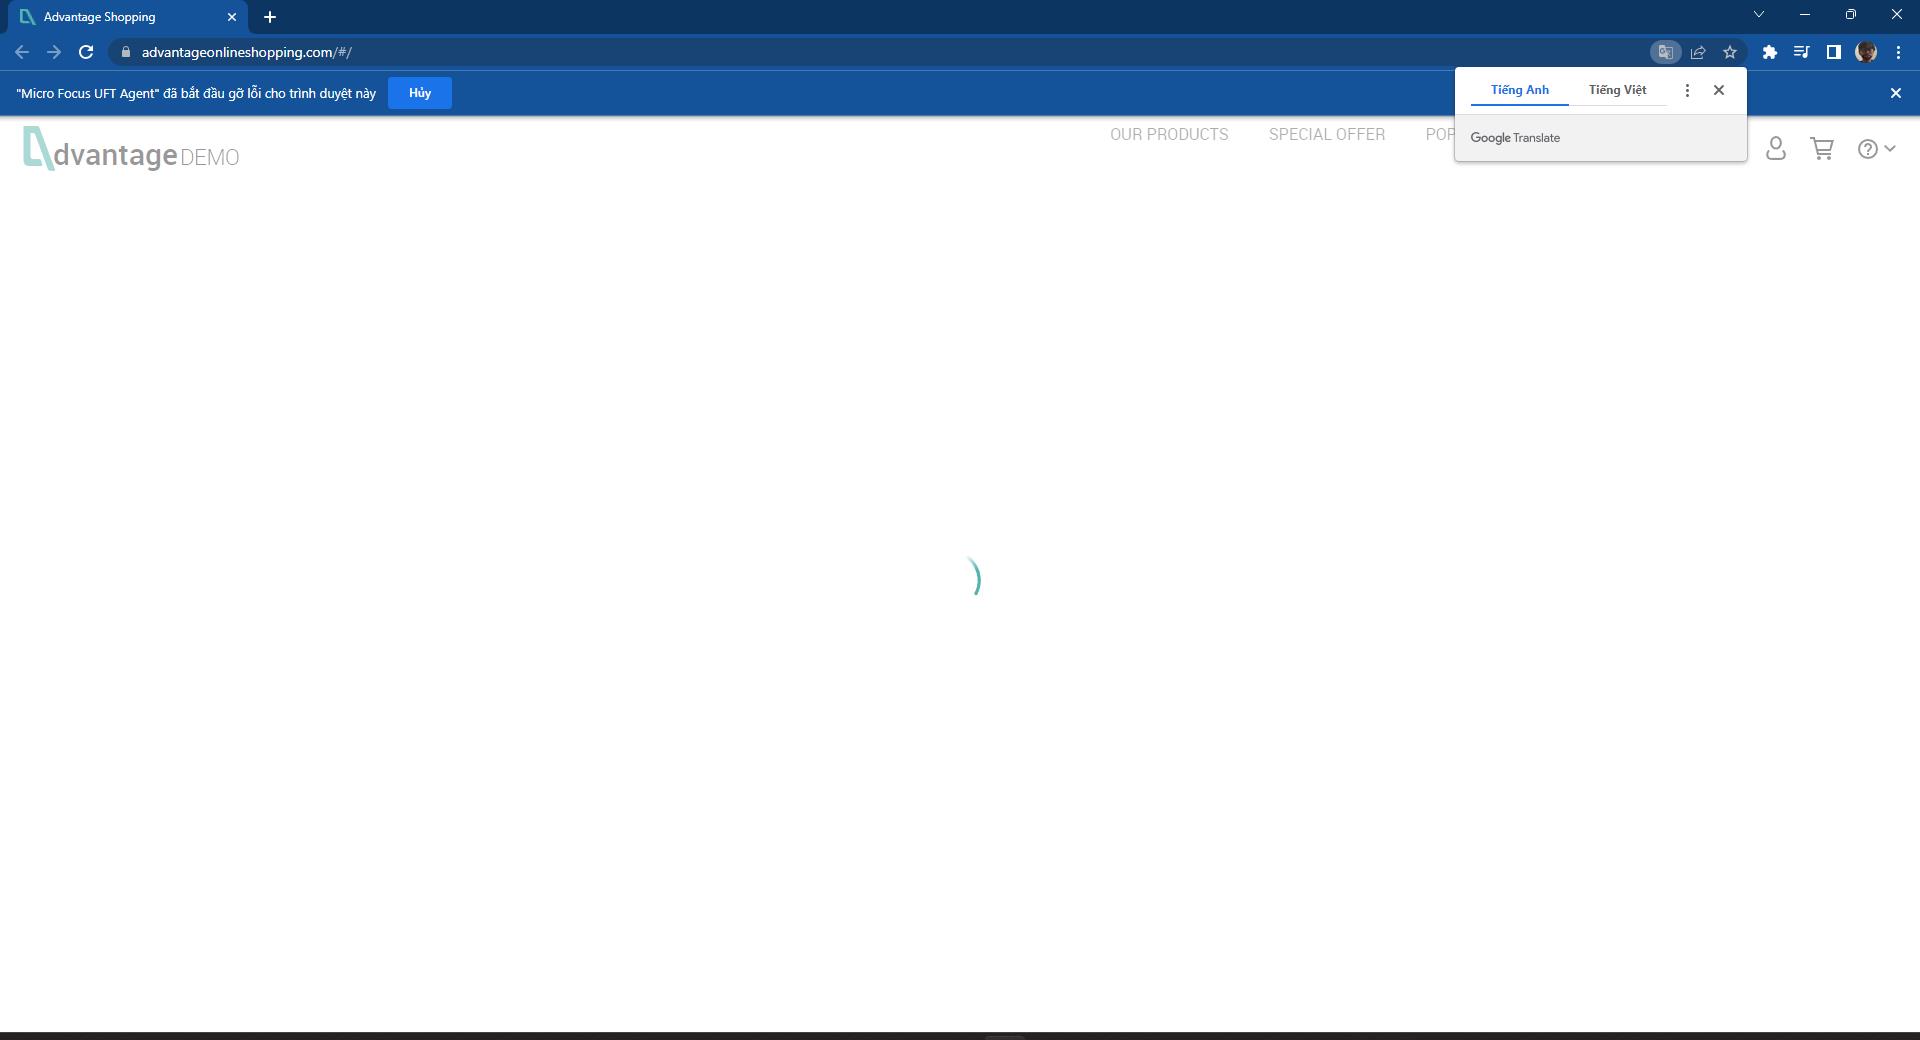 Advantage Shopping
advantageonlineshopping.com/#/
"Micro Focus UFT Agent" đã bắt đầu gỡ lỗi cho trình duyệt này
Hủy
Tiếng Anh
Tiếng Việt
Google Translate
dvantage DEMO
OUR PRODUCTS
SPECIAL OFFER
POP